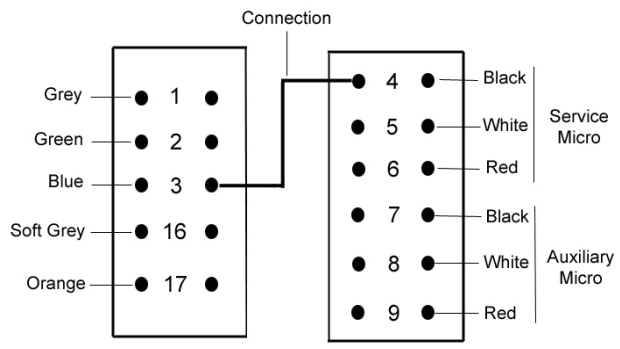 Connection
Grey 1
Green 2
Blue 3
Soft Grey 16
Orange 17
4 Black
5 White
6 Red
Service
Micro
7 Black
8 White
9 Red
Auxiliary
Micro